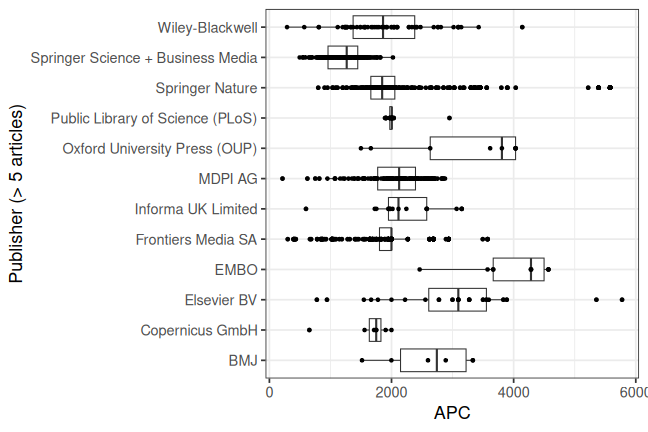 Publisher (> 5 articles)
Wiley-Blackwell
Springer Science + Business Media
Springer Nature
Public Library of Science (PLoS)
Oxford University Press (OUP)
MDPI AG
Informa UK Limited
Frontiers Media SA
EMBO
Elsevier BV
Copernicus GmbH
BMJ
0 2000 4000 6000
APC